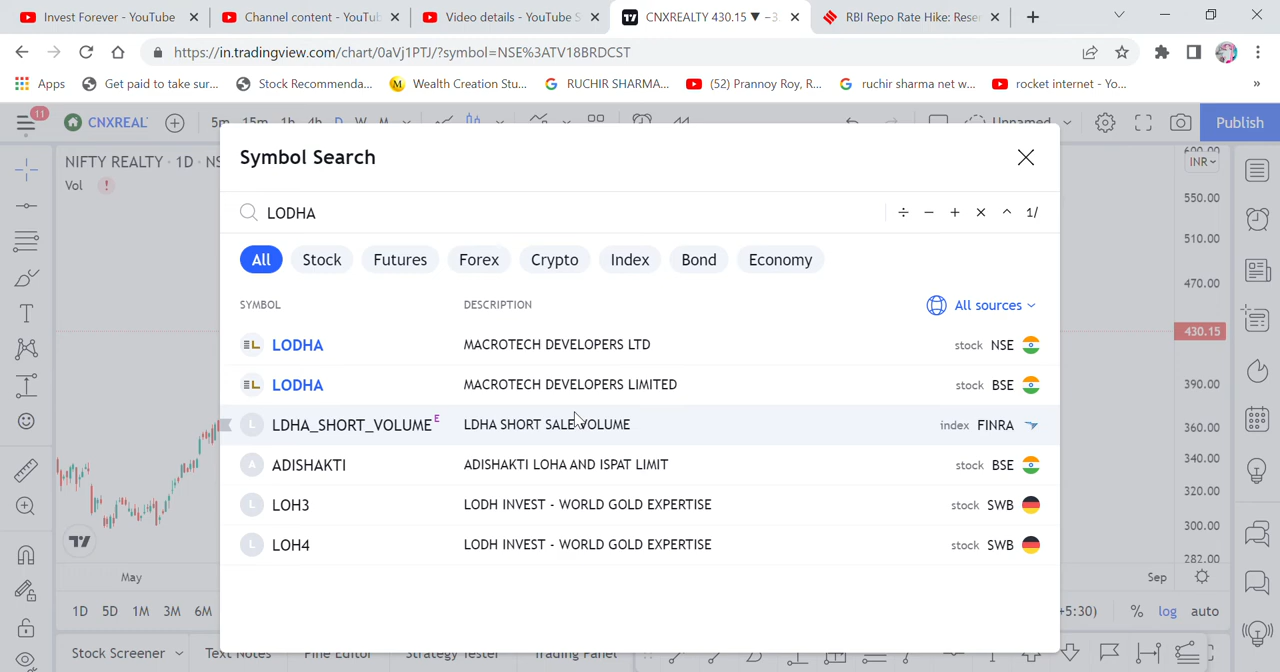 Invest Forever - YouTube
Channel content - YouTu
Video details - YouTube S
CNXREALTY 430.15 ▼ −3
RBI Repo Rate Hike: Reser
https://in.tradingview.com/chart/0aVj1PTJ/?symbol=NSE%3ATV18BRDCST
Apps
Get paid to take sur...
Stock Recommenda...
Wealth Creation Stu...
RUCHIR SHARMA...
(52) Prannoy Roy, R...
ruchir sharma net w...
rocket internet - Yo...
»
11
CNXREAL
5m 15m 1h 4h D W M
Unnamed
Publish
NIFTY REALTY · 1D · NS
Vol
Symbol Search
LODHA
1/
All Stock Futures Forex Crypto Index Bond Economy
SYMBOL DESCRIPTION All sources
LODHA MACROTECH DEVELOPERS LTD stock NSE
LODHA MACROTECH DEVELOPERS LIMITED stock BSE
LDHA_SHORT_VOLUME E LDHA SHORT SALE VOLUME index FINRA
ADISHAKTI ADISHAKTI LOHA AND ISPAT LIMIT stock BSE
LOH3 LODH INVEST - WORLD GOLD EXPERTISE stock SWB
LOH4 LODH INVEST - WORLD GOLD EXPERTISE stock SWB
600.00
INR
550.00
510.00
470.00
430.15
390.00
360.00
340.00
320.00
300.00
282.00
May
Sep
1D 5D 1M 3M 6M
+5:30) % log auto
Stock Screener Text Notes Pine Editor Strategy Tester Trading Panel